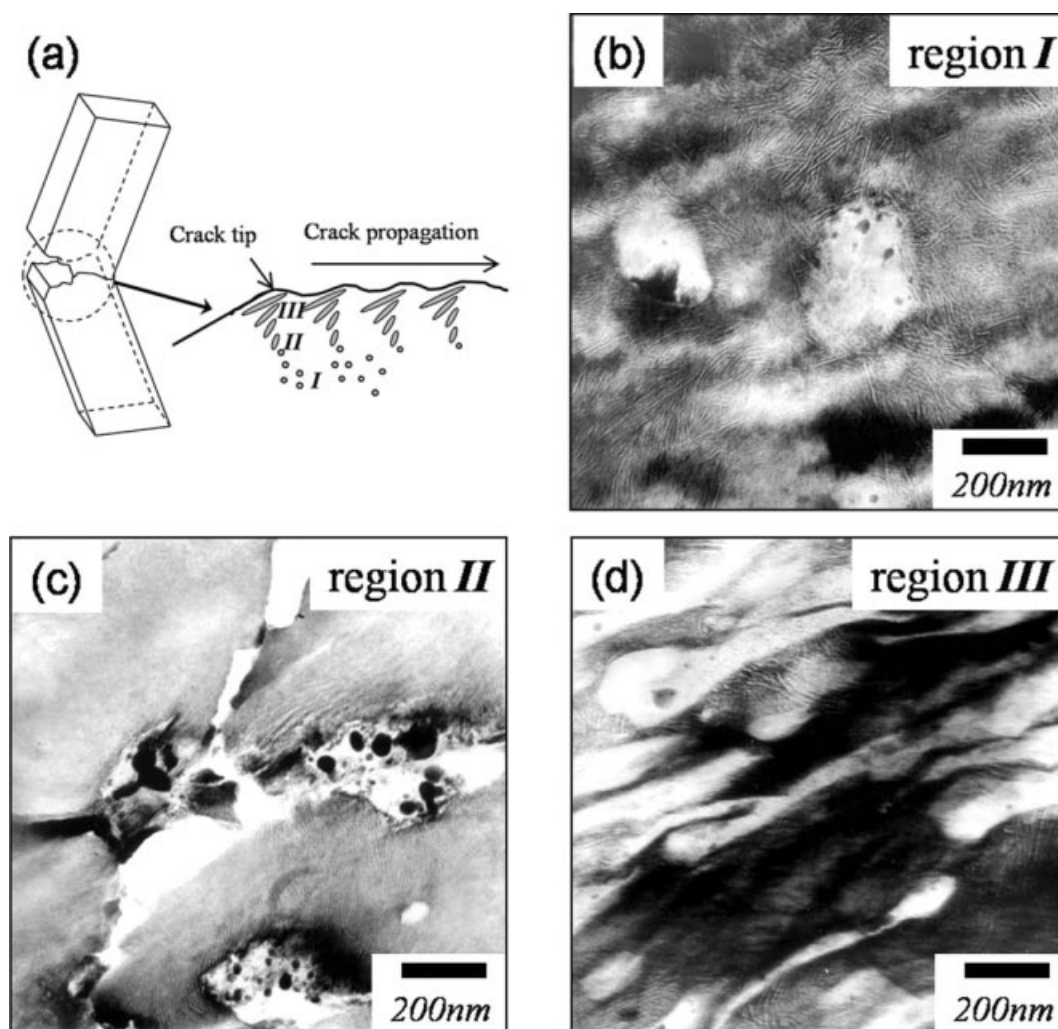 (a)
Crack tip
Crack propagation
III
II
I
(b)
region I
200nm
(c)
region II
200nm
(d)
region III
200nm